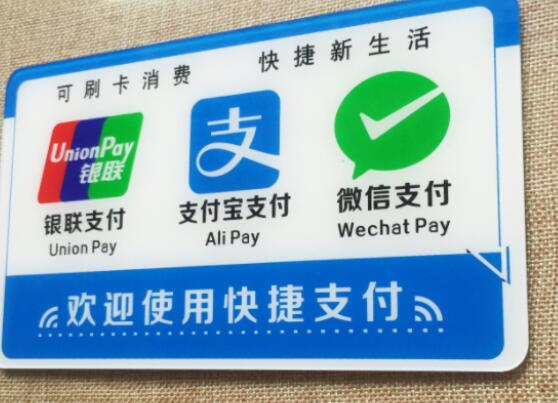 可刷卡消费 快捷新生活
UnionPay
银联
支
银联支付
Union Pay
支付宝支付
Ali Pay
微信支付
Wechat Pay
欢迎使用快捷支付